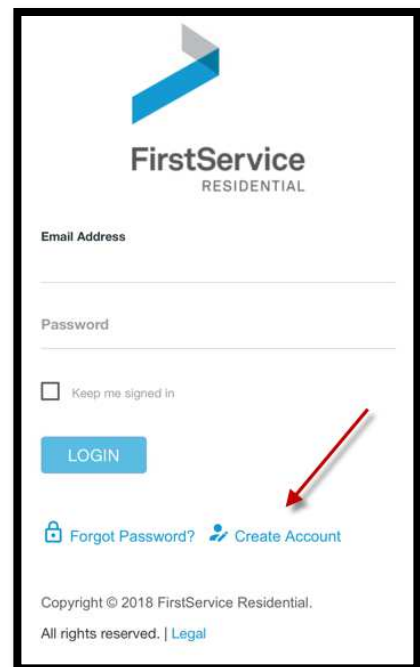 FirstService
RESIDENTIAL
Email Address
Password
Keep me signed in
LOGIN
Forgot Password? Create Account
Copyright © 2018 FirstService Residential.
All rights reserved. | Legal